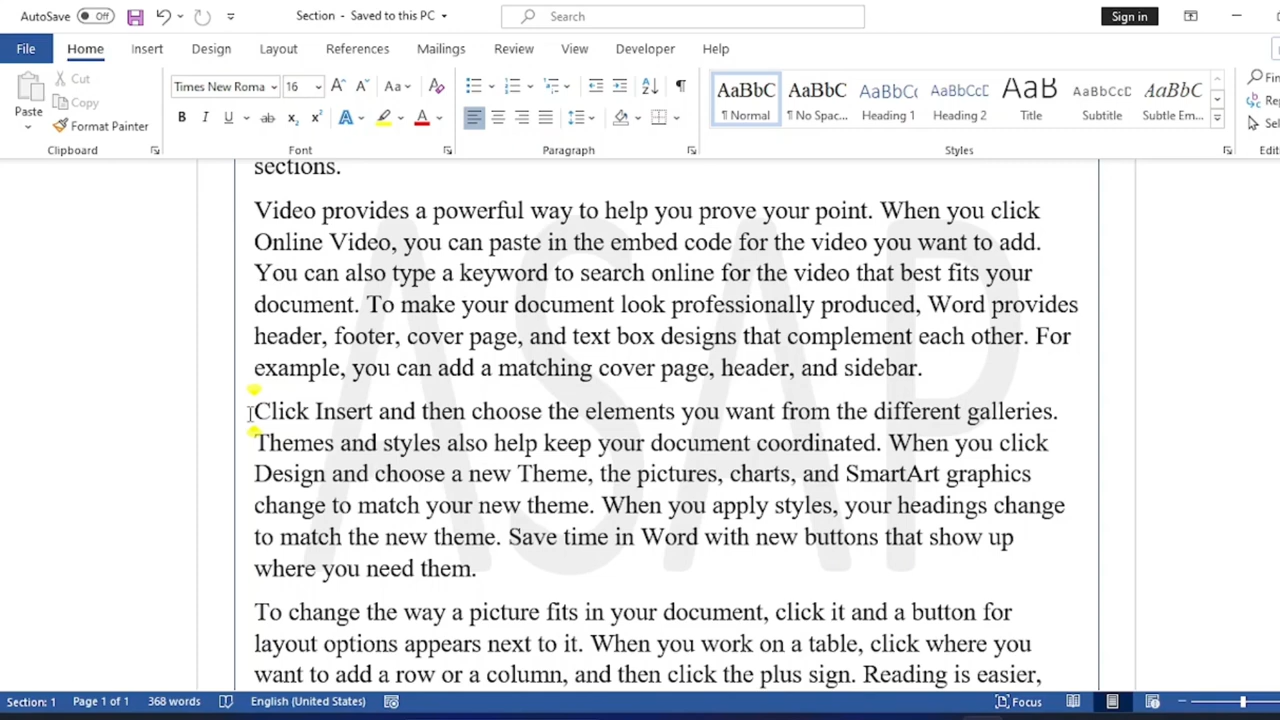 AutoSave Off Section - Saved to this PC Search Sign in
File Home Insert Design Layout References Mailings Review View Developer Help
Paste Cut Copy Format Painter
Clipboard
Times New Roma 16 Aa
B I U ab x₂ x² A A
Font
Paragraph
AaBbC AaBbC AaBbC AaBbCcD AaB AaBbCcD AaBbC
¶ Normal ¶ No Spac... Heading 1 Heading 2 Title Subtitle Subtle Em...
Styles
sections.
Video provides a powerful way to help you prove your point. When you click
Online Video, you can paste in the embed code for the video you want to add.
You can also type a keyword to search online for the video that best fits your
document. To make your document look professionally produced, Word provides
header, footer, cover page, and text box designs that complement each other. For
example, you can add a matching cover page, header, and sidebar.
Click Insert and then choose the elements you want from the different galleries.
Themes and styles also help keep your document coordinated. When you click
Design and choose a new Theme, the pictures, charts, and SmartArt graphics
change to match your new theme. When you apply styles, your headings change
to match the new theme. Save time in Word with new buttons that show up
where you need them.
To change the way a picture fits in your document, click it and a button for
layout options appears next to it. When you work on a table, click where you
want to add a row or a column, and then click the plus sign. Reading is easier,
ASAP
Section: 1 Page 1 of 1 368 words English (United States) Focus